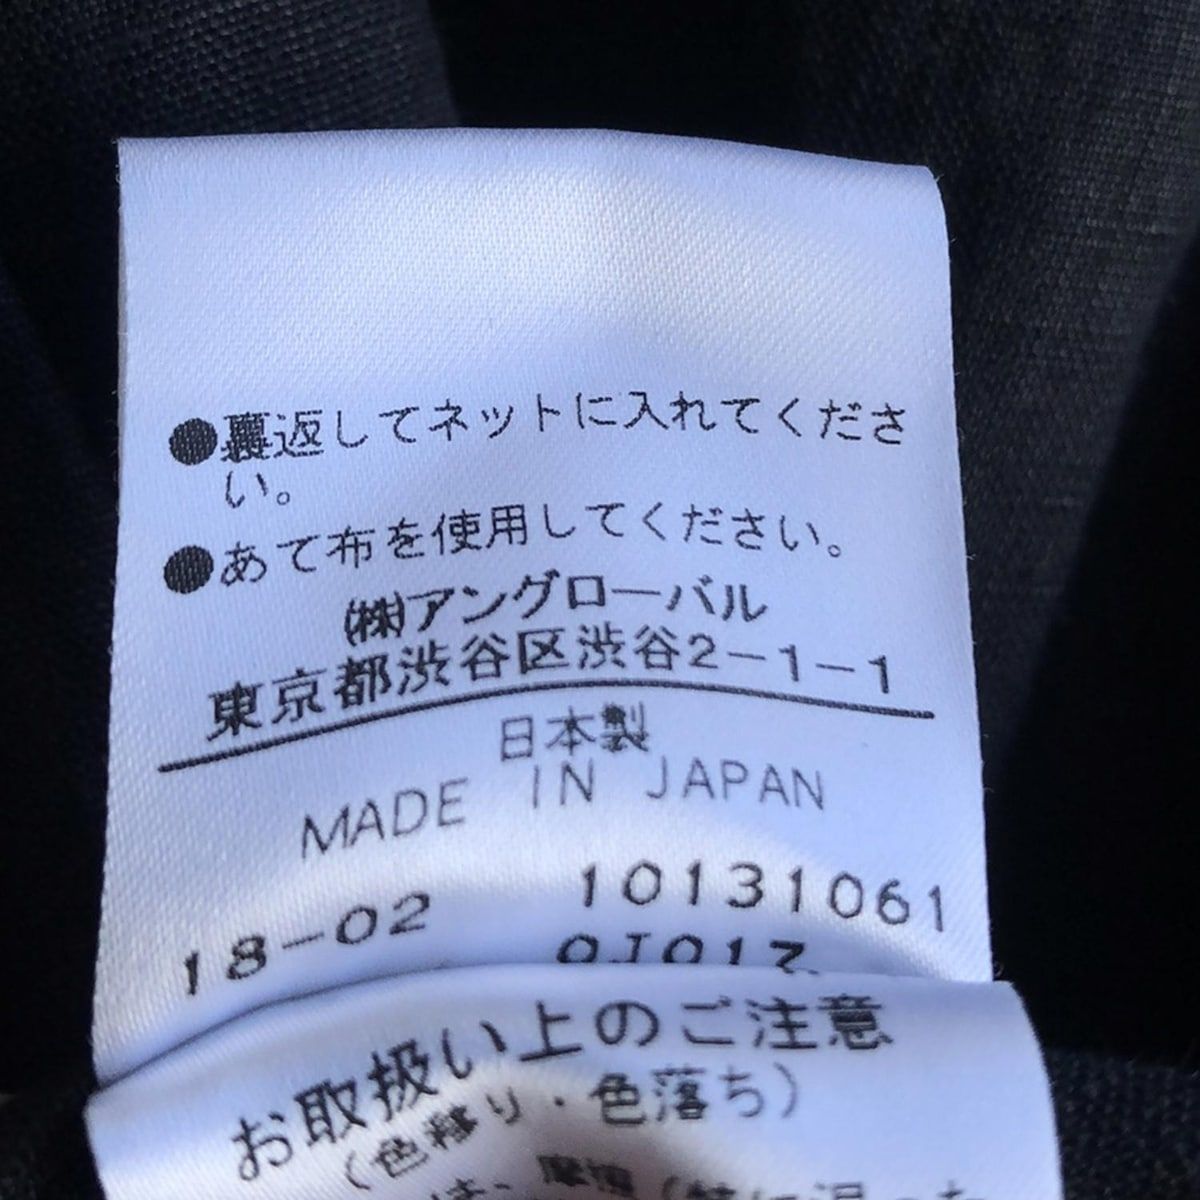 ●裏返してネットに入れてくださ
い。
●あて布を使用してください。
(株)アングローバル
東京都渋谷区渋谷2-1-1
日本製
MADE IN JAPAN
18-02 10131061
お取扱い上のご注意
(色移り・色落ち)